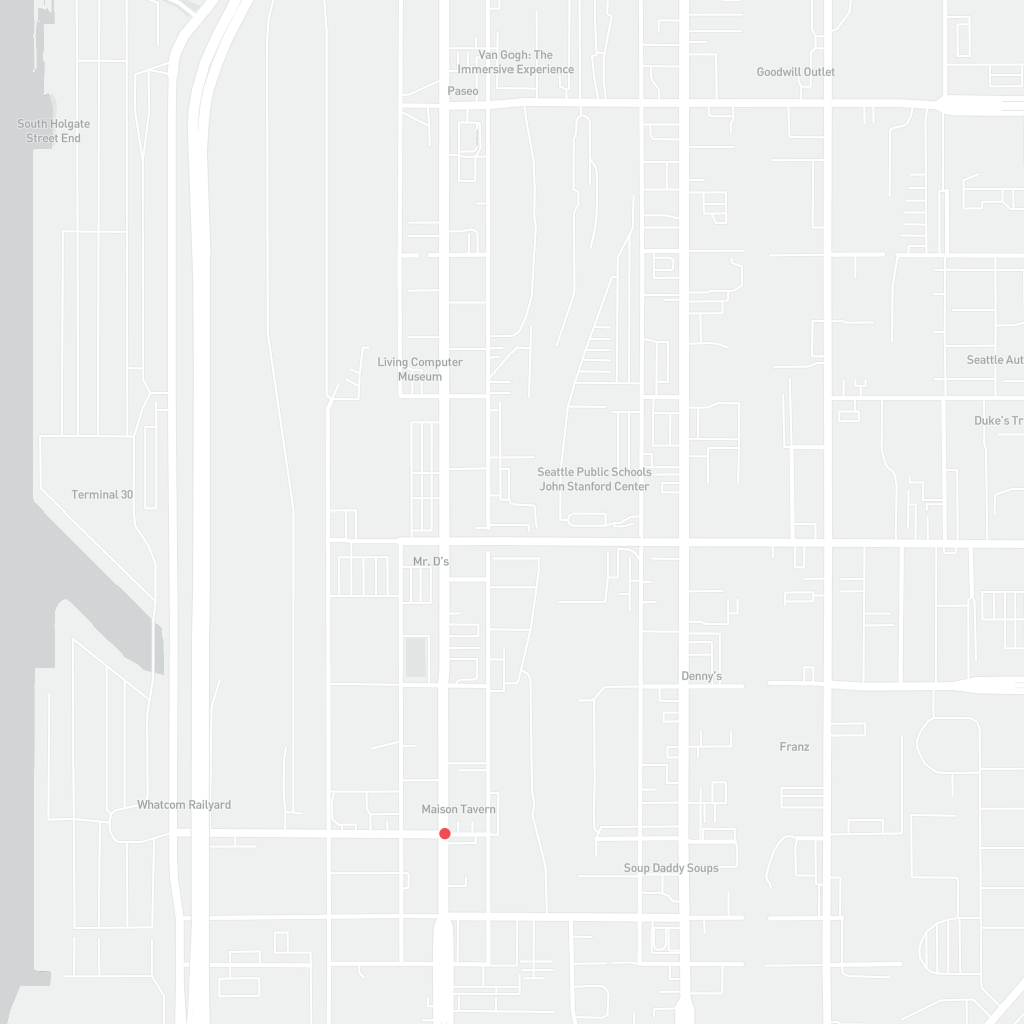 Van Gogh: The
Immersive Experience
Goodwill Outlet
Paseo
South Holgate
Street End
Living Computer
Museum
Seattle Aut
Duke's Tr
Seattle Public Schools
John Stanford Center
Terminal 30
Mr. D's
Denny's
Franz
Whatcom Railyard
Maison Tavern
Soup Daddy Soups